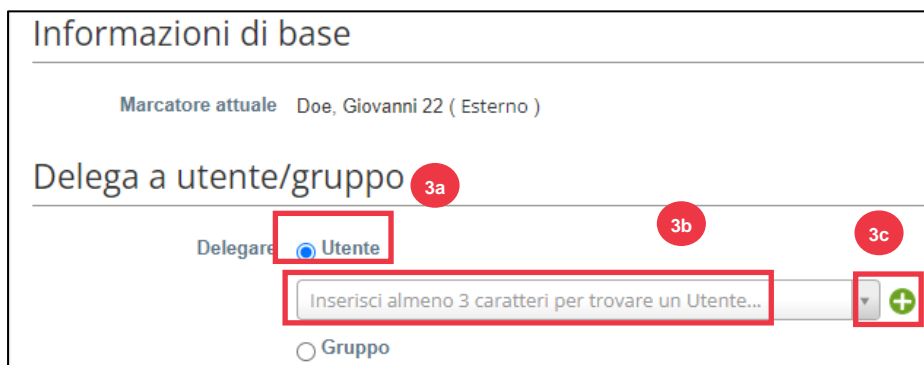 Informazioni di base
Marcatore attuale Doe, Giovanni 22 ( Esterno )
Delega a utente/gruppo 3a
3b
3c
Delegare Utente
Inserisci almeno 3 caratteri per trovare un Utente...
Gruppo